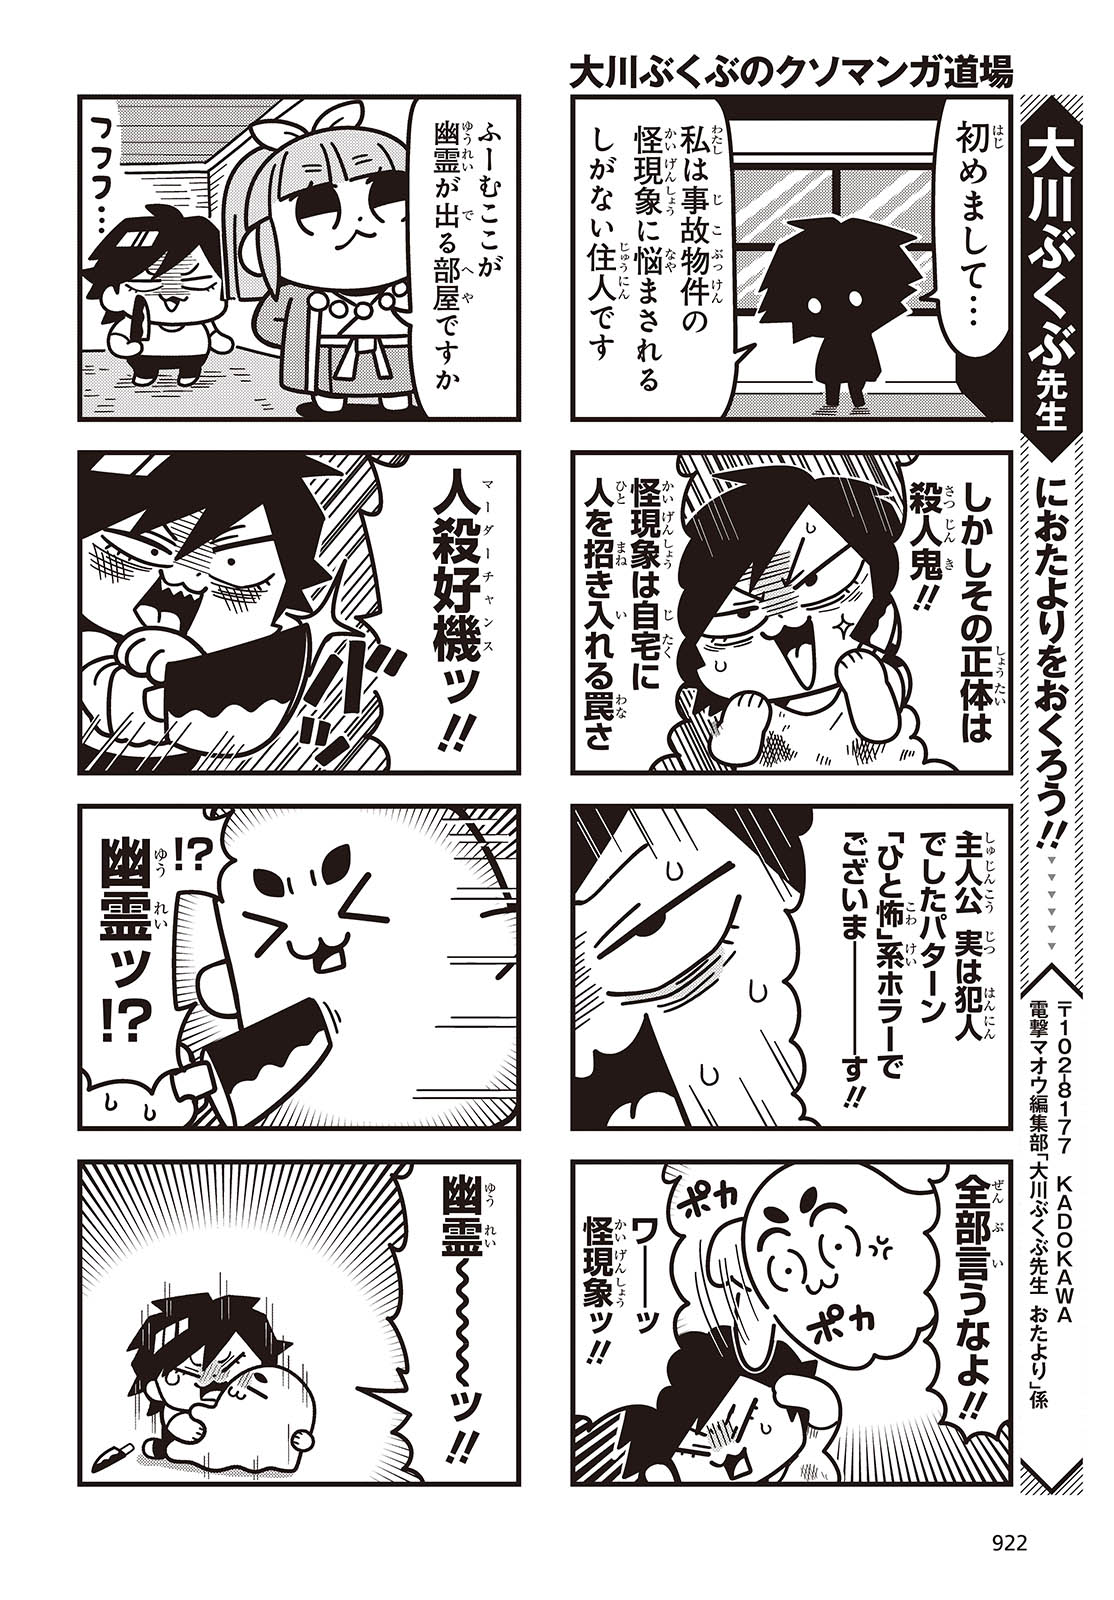 大川ぶくぶのクソマンガ道場
初めまして…
私は事故物件の
怪現象に悩まされる
しがない住人です
しかしその正体は
殺人鬼!!
怪現象は自宅に
人を招き入れる罠さ
主人公 実は犯人
でしたパターン
「ひと怖」系ホラーで
ございまーーーす!!
全部言うなよ!!
ポカ
ポカ
ワーーッ
怪現象ッ!!
ふーむここが
幽霊が出る部屋ですか
フフフ…
人殺好機ッ!!
マーダーチャンス
バッ
!?
幽霊ッ!?
幽霊〜〜〜〜ッ!!
大川ぶくぶ先生
におたよりをおくろう!!
〒102-8177 KADOKAWA
電撃マオウ編集部「大川ぶくぶ先生 おたより」係
922